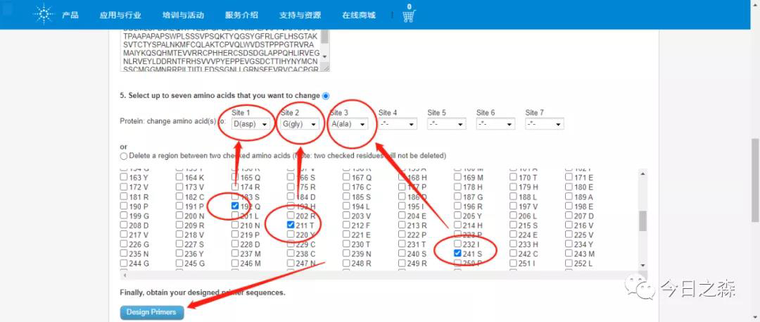 产品 应用与行业 培训与活动 服务介绍 支持与资源 在线商城 0
TPAAPAPAPSWPLSSSVPSQKTYQGSYGFRLGFLHSGTAK
SVTCTYSPALNKMFCQLAKTCPVQLWVDSTPPPGTRVRA
MAIYKQSQHMTEVVRRCPHHERCSDSDGLAPPQHLIRVEG
NLRVEYLDDRNTFRHSVVVPYEPPEVGSDCTTIHYNYMCN
SSCMGGMNRRPILTIITLEDSSGNLLGRNSFEVRVCACPGR
5. Select up to seven amino acids that you want to change
Site 1 Site 2 Site 3 Site 4 Site 5 Site 6 Site 7
Protein: change amino acid(s) to: D(asp) G(gly) A(ala) -*- -*- -*- -*-
or
Delete a region between two checked amino acids (Note: two checked residues will not be deleted)
163 Y 164 K 165 Q 166 S 167 Q 168 H 169 M 170 T 171 E
172 V 173 V 174 R 175 R 176 C 177 P 178 H 179 H 180 E
181 R 182 C 183 S 184 D 185 S 186 D 187 G 188 L 189 A
190 P 192 Q 193 H 194 L 195 I 196 R 197 V 198 E
199 G 200 N 201 L 202 R 203 V 204 E 205 Y 206 L 207 D
208 D 209 R 210 N 211 T 212 F 213 R 214 H 215 S 216 V
217 V 218 V 219 P 220 Y 221 E 222 P 223 P 224 E 225 V
226 G 227 S 228 D 229 C 230 T 231 T 232 I 233 H 234 Y
235 N 236 Y 237 M 238 C 239 N 240 S 241 S 242 C 243 M
244 G 245 G 246 M 247 N 248 R 249 R 250 P 251 I 252 L
Finally, obtain your designed primer sequences.
Design Primers
今日之森